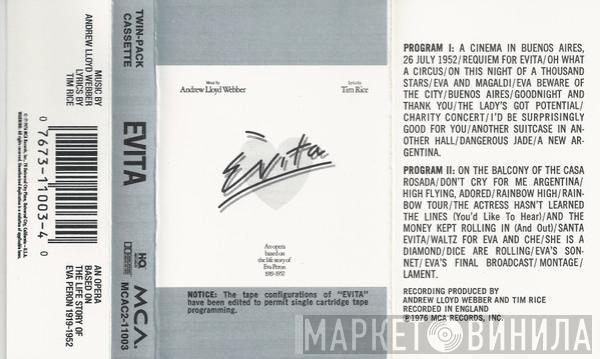 MUSIC BY
ANDREW LLOYD WEBBER
LYRICS BY
TIM RICE
0 7673-11003-4 0
TWIN-PACK
CASSETTE
EVITA
HQ
MCA
MCAC2-11003
AN OPERA
BASED ON
THE LIFE STORY OF
EVA PERON 1919-1952
Music by
Andrew Lloyd Webber
Lyrics by
Tim Rice
Evita
An opera
based on
the life story of
Eva Peron
1919-1952
NOTICE: The tape configurations of "EVITA"
have been edited to permit single cartridge tape
programming.
PROGRAM I: A CINEMA IN BUENOS AIRES,
26 JULY 1952/REQUIEM FOR EVITA/OH WHAT
A CIRCUS/ON THIS NIGHT OF A THOUSAND
STARS/EVA AND MAGALDI/EVA BEWARE OF
THE CITY/BUENOS AIRES/GOODNIGHT AND
THANK YOU/THE LADY'S GOT POTENTIAL/
CHARITY CONCERT/I'D BE SURPRISINGLY
GOOD FOR YOU/ANOTHER SUITCASE IN AN-
OTHER HALL/DANGEROUS JADE/A NEW AR-
GENTINA.
PROGRAM II: ON THE BALCONY OF THE CASA
ROSADA/DON'T CRY FOR ME ARGENTINA/
HIGH FLYING, ADORED/RAINBOW HIGH/RAIN-
BOW TOUR/THE ACTRESS HASN'T LEARNED
THE LINES (You'd Like To Hear)/AND THE
MONEY KEPT ROLLING IN (And Out)/SANTA
EVITA/WALTZ FOR EVA AND CHE/SHE IS A
DIAMOND/DICE ARE ROLLING/EVA'S SON-
NET/EVA'S FINAL BROADCAST/MONTAGE/
LAMENT.
RECORDING PRODUCED BY
ANDREW LLOYD WEBBER AND TIM RICE
RECORDED IN ENGLAND
℗1976 MCA RECORDS, INC.
МАРКЕТ ВИНИЛА